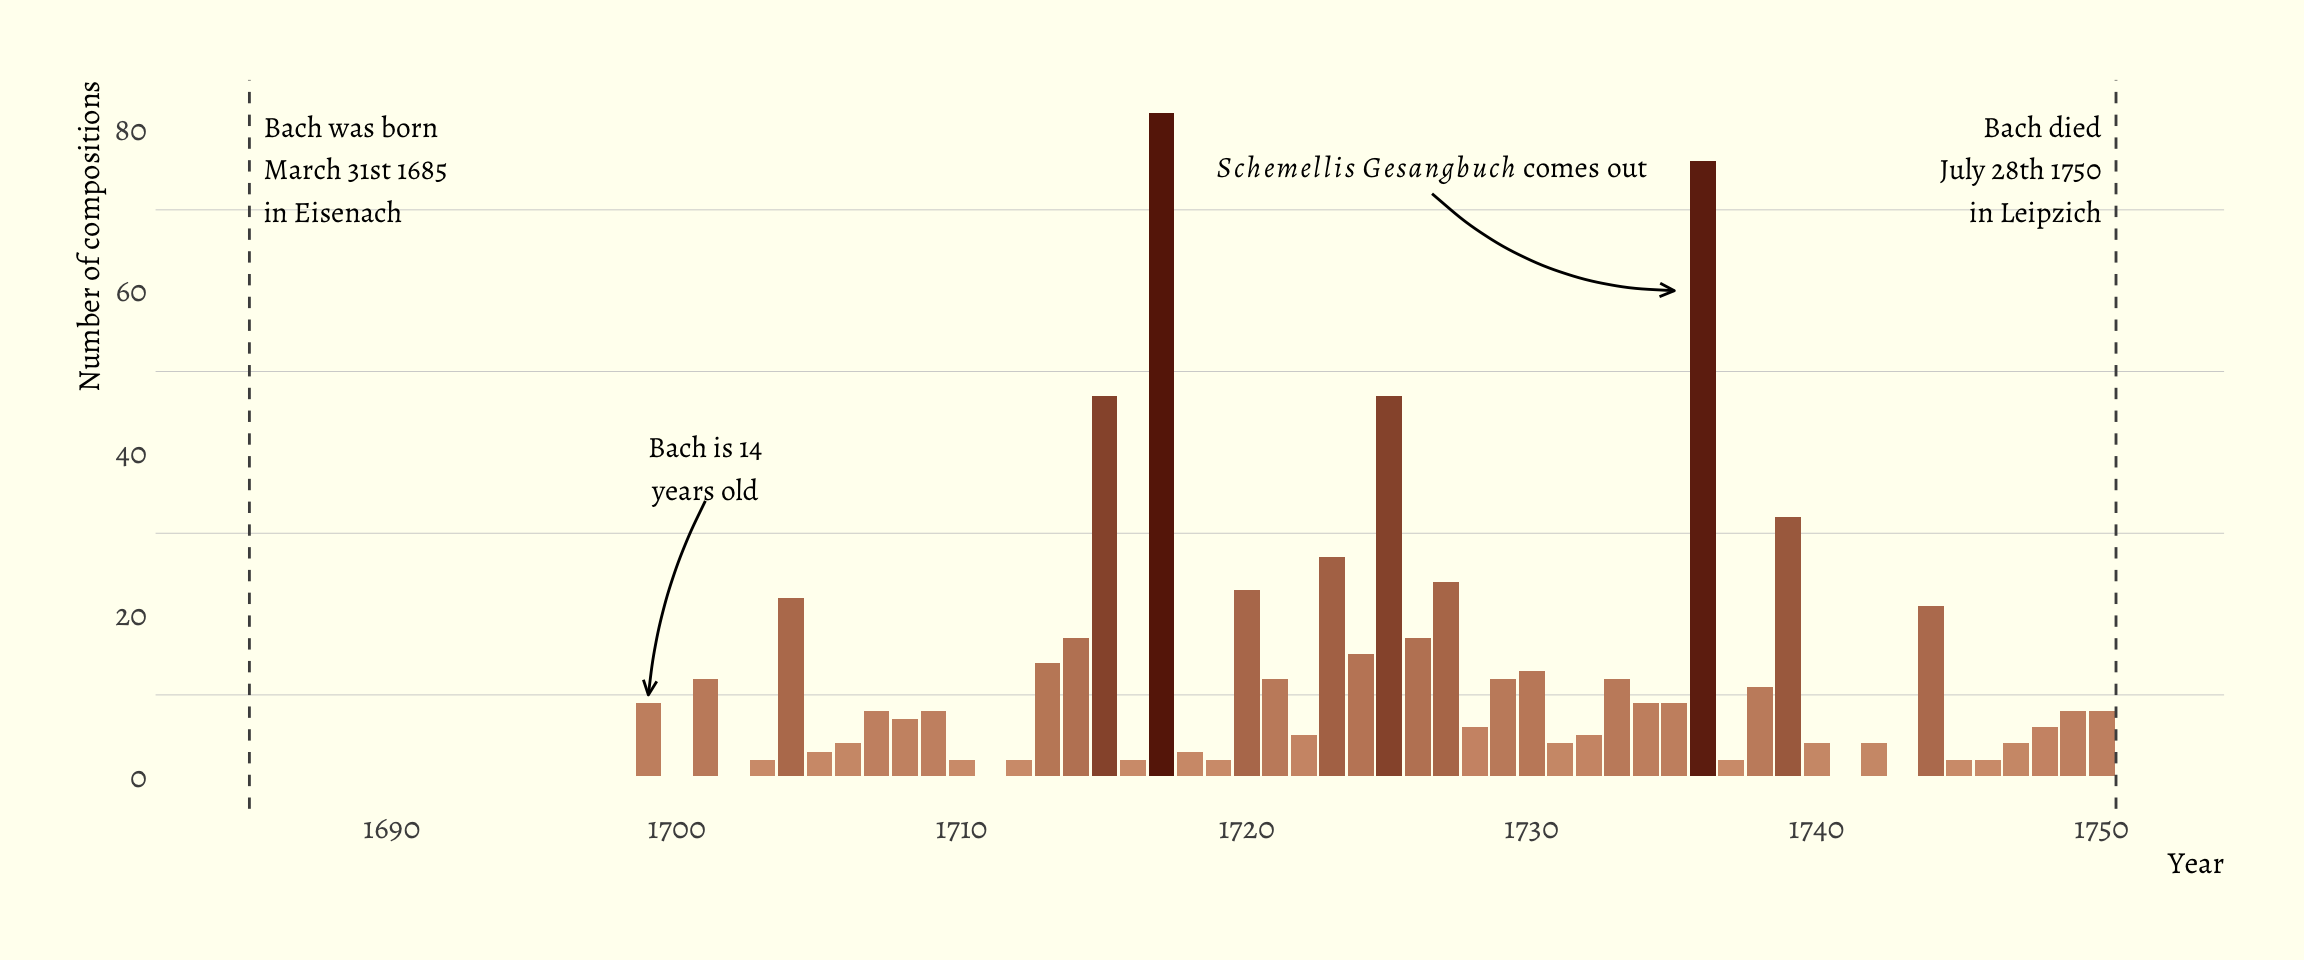 Number of compositions
80
60
40
20
0
Bach was born
March 31st 1685
in Eisenach
Bach is 14
years old
Schemellis Gesangbuch comes out
Bach died
July 28th 1750
in Leipzich
1690
1700
1710
1720
1730
1740
1750
Year